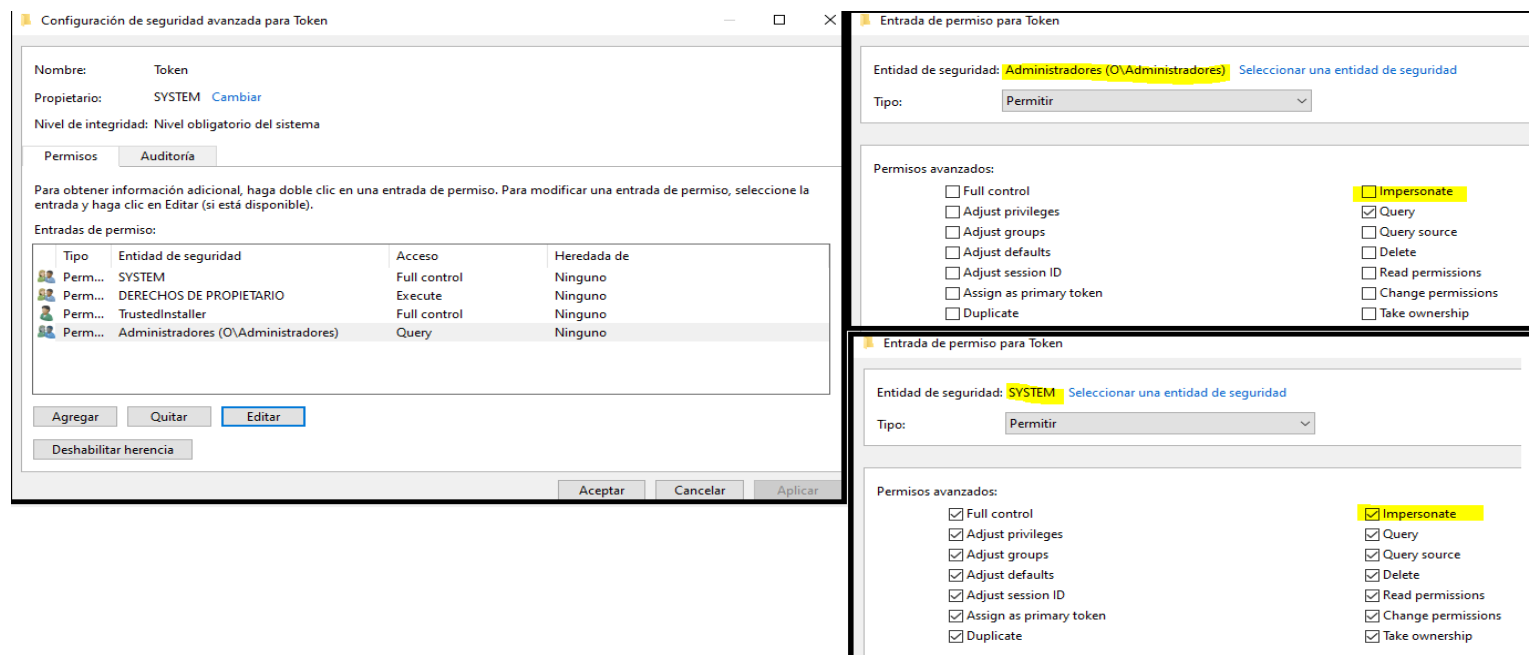 Configuración de seguridad avanzada para Token
Nombre: Token
Propietario: SYSTEM Cambiar
Nivel de integridad: Nivel obligatorio del sistema
Permisos Auditoría
Para obtener información adicional, haga doble clic en una entrada de permiso. Para modificar una entrada de permiso, seleccione la
entrada y haga clic en Editar (si está disponible).
Entradas de permiso:
Tipo Entidad de seguridad Acceso Heredada de
Perm... SYSTEM Full control Ninguno
Perm... DERECHOS DE PROPIETARIO Execute Ninguno
Perm... TrustedInstaller Full control Ninguno
Perm... Administradores (O\Administradores) Query Ninguno
Agregar Quitar Editar
Deshabilitar herencia
Aceptar Cancelar Aplicar
Entrada de permiso para Token
Entidad de seguridad: Administradores (O\Administradores) Seleccionar una entidad de seguridad
Tipo: Permitir
Permisos avanzados:
Full control Impersonate
Adjust privileges Query
Adjust groups Query source
Adjust defaults Delete
Adjust session ID Read permissions
Assign as primary token Change permissions
Duplicate Take ownership
Entrada de permiso para Token
Entidad de seguridad: SYSTEM Seleccionar una entidad de seguridad
Tipo: Permitir
Permisos avanzados:
Full control Impersonate
Adjust privileges Query
Adjust groups Query source
Adjust defaults Delete
Adjust session ID Read permissions
Assign as primary token Change permissions
Duplicate Take ownership